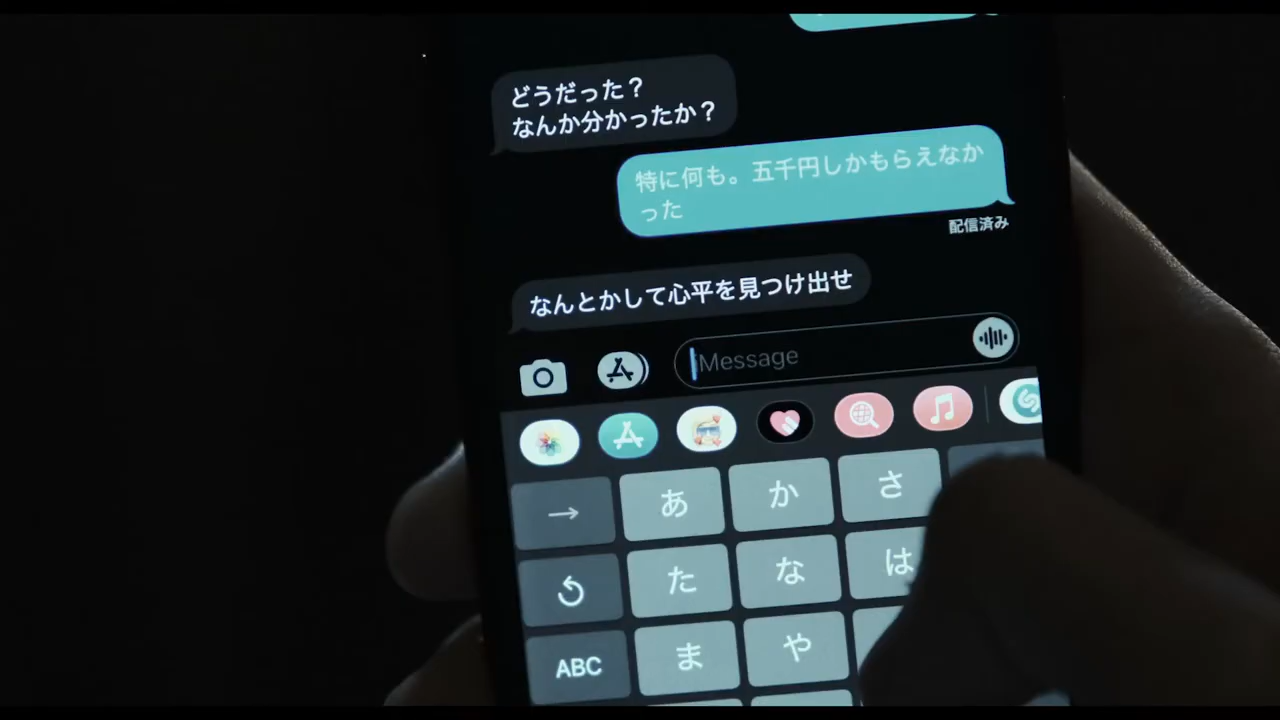 どうだった？
なんか分かったか？
特に何も。五千円しかもらえなか
った
配信済み
なんとかして心平を見つけ出せ
iMessage
→
あ
か
さ
た
な
は
ABC
ま
や